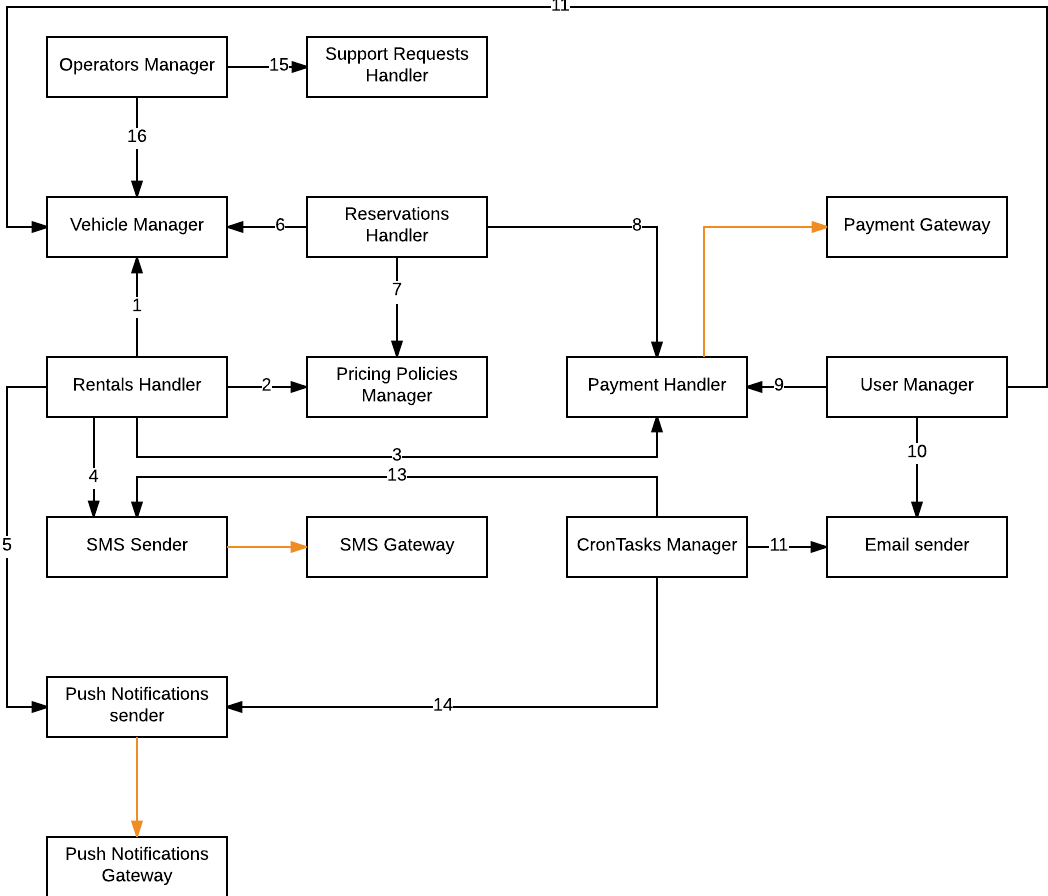 11
Operators Manager
15
Support Requests
Handler
16
Vehicle Manager
6
Reservations
Handler
8
Payment Gateway
7
1
Rentals Handler
2
Pricing Policies
Manager
Payment Handler
9
User Manager
10
3
13
4
5
SMS Sender
SMS Gateway
CronTasks Manager
11
Email sender
Push Notifications
sender
14
Push Notifications
Gateway